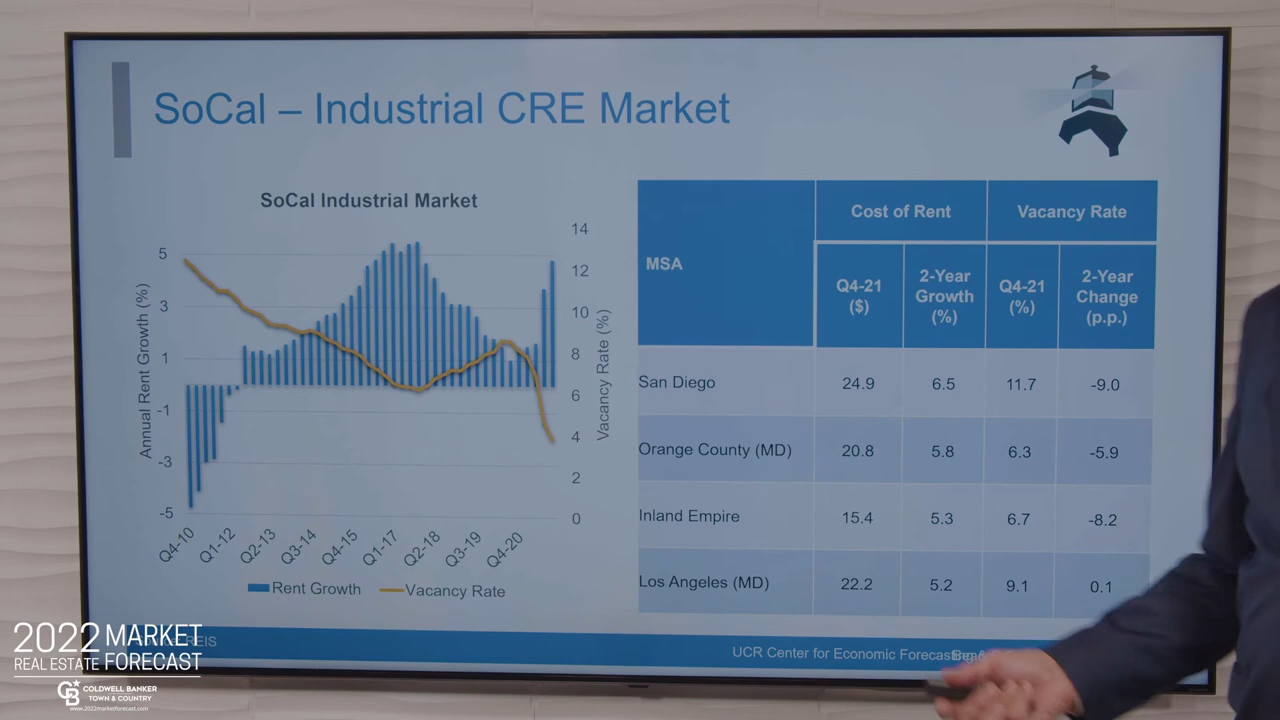 SoCal – Industrial CRE Market
SoCal Industrial Market
5
3
1
-1
-3
-5
Annual Rent Growth (%)
14
12
10
8
6
4
2
0
Vacancy Rate (%)
Q4-10
Q1-12
Q2-13
Q3-14
Q4-15
Q1-17
Q2-18
Q3-19
Q4-20
Rent Growth
Vacancy Rate
MSA Cost of Rent Vacancy Rate
Q4-21 ($) 2-Year Growth (%) Q4-21 (%) 2-Year Change (p.p.)
San Diego 24.9 6.5 11.7 -9.0
Orange County (MD) 20.8 5.8 6.3 -5.9
Inland Empire 15.4 5.3 6.7 -8.2
Los Angeles (MD) 22.2 5.2 9.1 0.1
REIS
UCR Center for Economic Forecasting
2022 MARKET
REAL ESTATE FORECAST
CB
COLDWELL BANKER
TOWN & COUNTRY
www.2022marketforecast.com